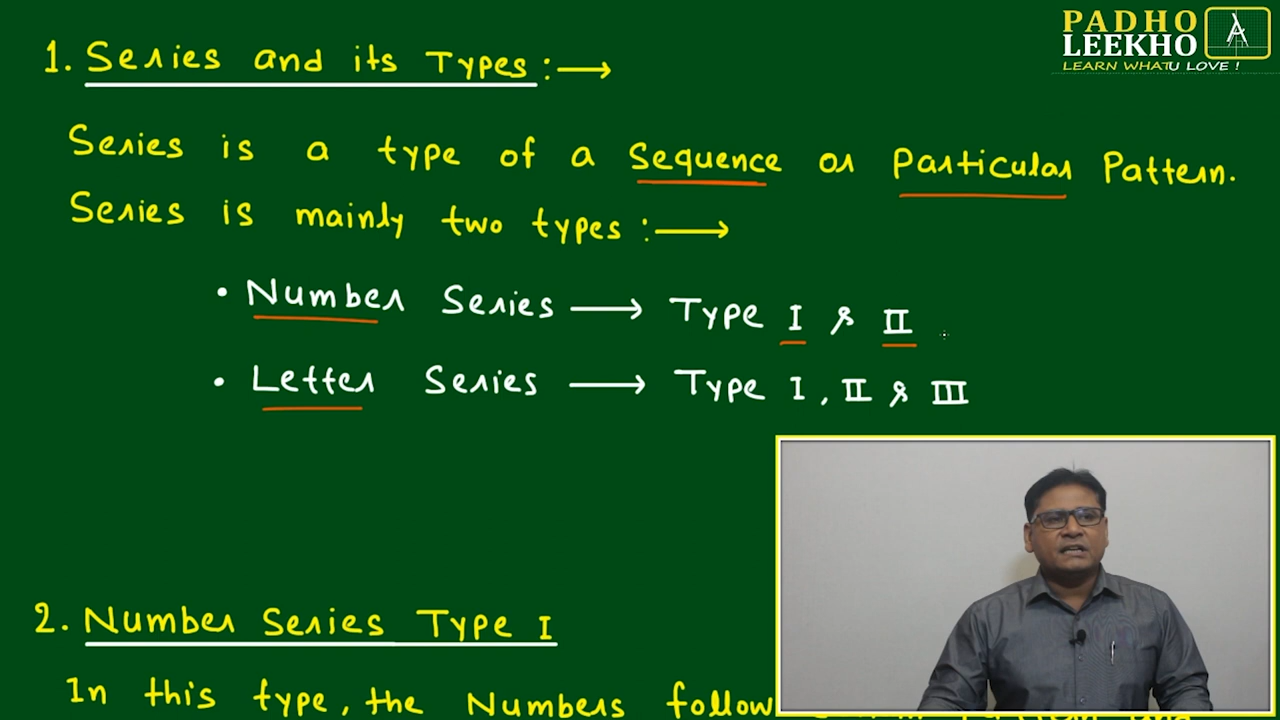 PADHO
LEEKHO
LEARN WHAT U LOVE !
1. Series and its Types :→
Series is a type of a Sequence or Particular Pattern.
Series is mainly two types :→
• Number Series → Type I & II
• Letter Series → Type I, II & III
2. Number Series Type I
In this type, the Numbers follow